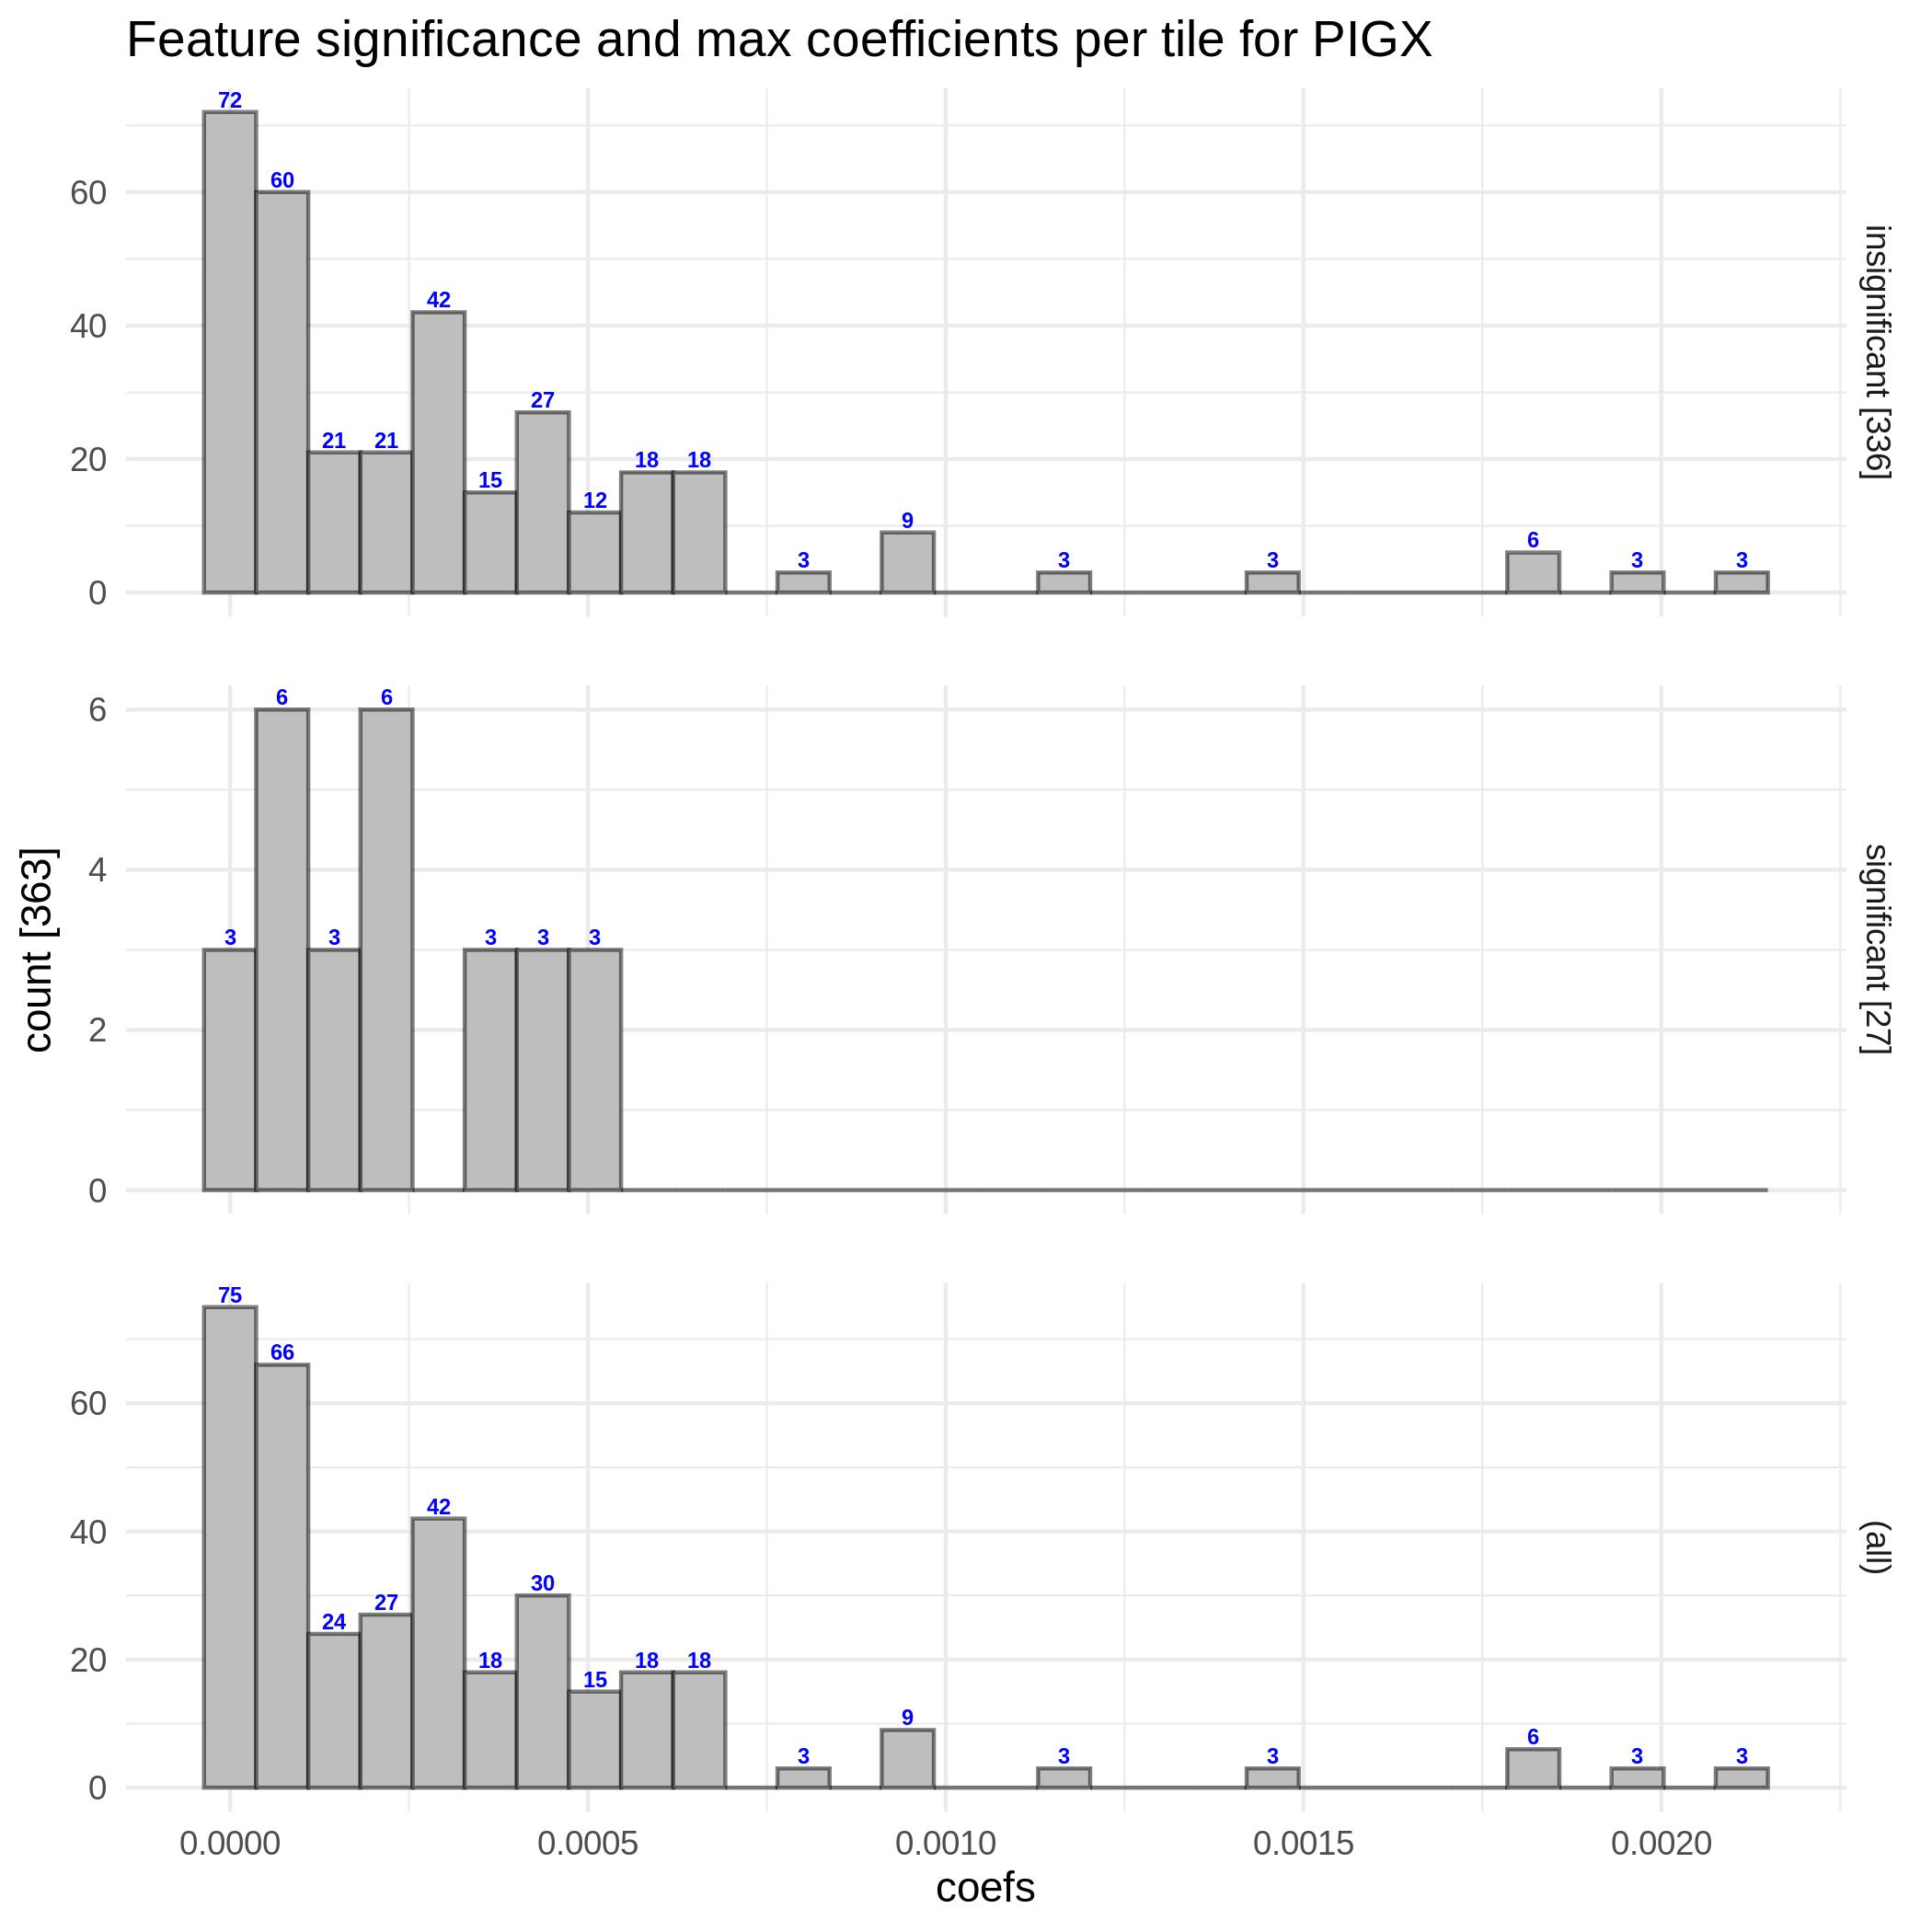 Feature significance and max coefficients per tile for PIGX
72
60
42
27
21 21
18 18
15
12
9
6
3 3 3 3 3
60
40
20
0
insignificant [336]
6 6
3 3 3 3 3
6
4
2
0
count [363]
significant [27]
75
66
42
30
27
24
18 18 18
15
9
6
3 3 3 3 3
60
40
20
0
(all)
0.0000 0.0005 0.0010 0.0015 0.0020
coefs